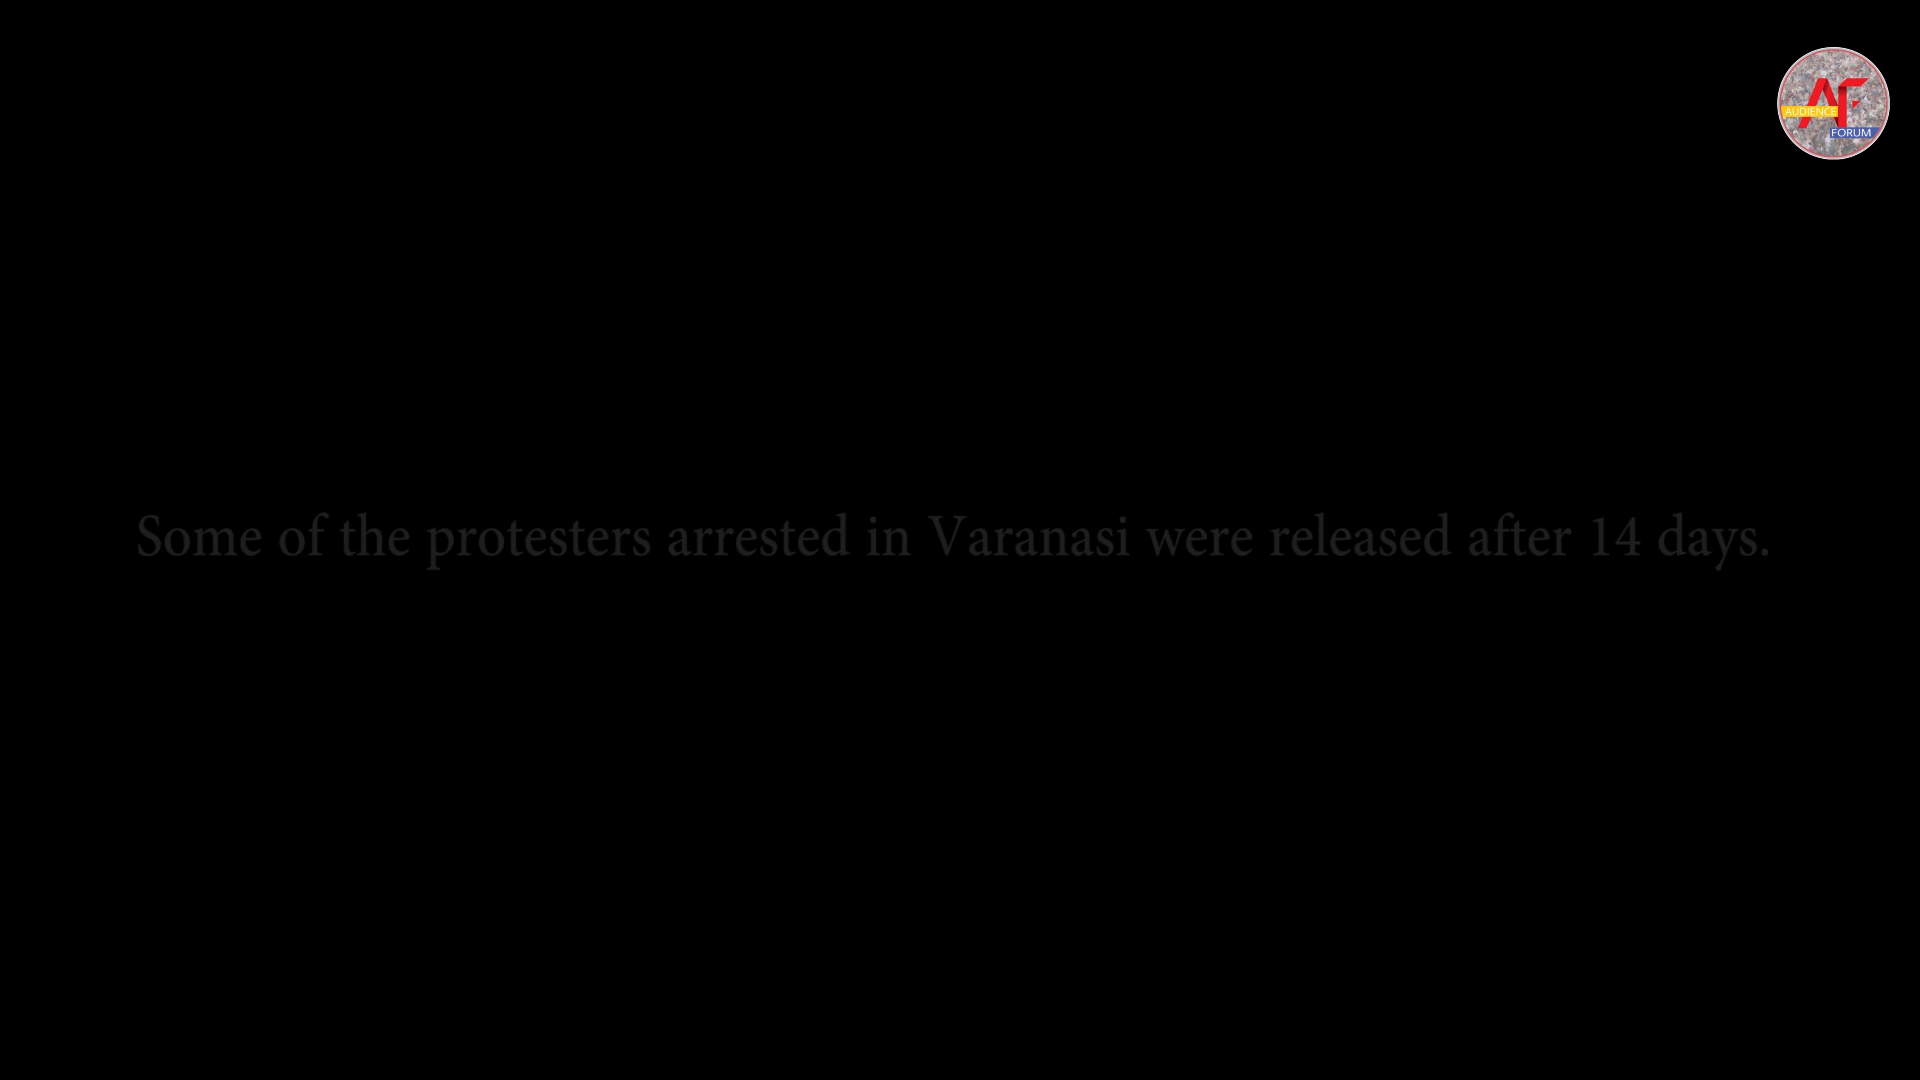 AUDIENCE
FORUM
Some of the protesters arrested in Varanasi were released after 14 days.